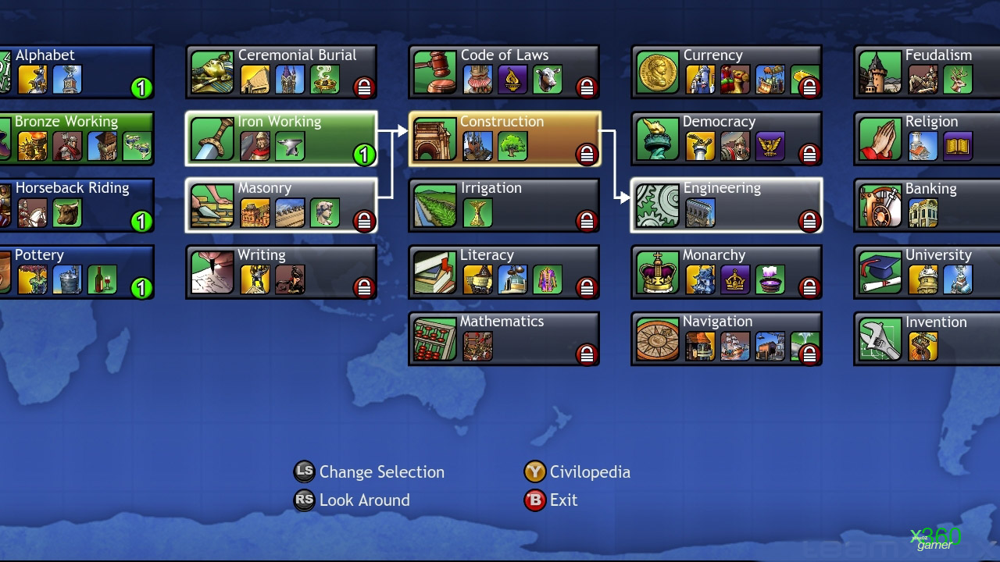 Alphabet
1
Ceremonial Burial
Code of Laws
Currency
Feudalism
Bronze Working
Iron Working
1
Construction
Democracy
Religion
Horseback Riding
1
Masonry
Irrigation
Engineering
Banking
Pottery
1
Writing
Literacy
Monarchy
University
Mathematics
Navigation
Invention
LS Change Selection
Y Civilopedia
RS Look Around
B Exit
x360
gamer